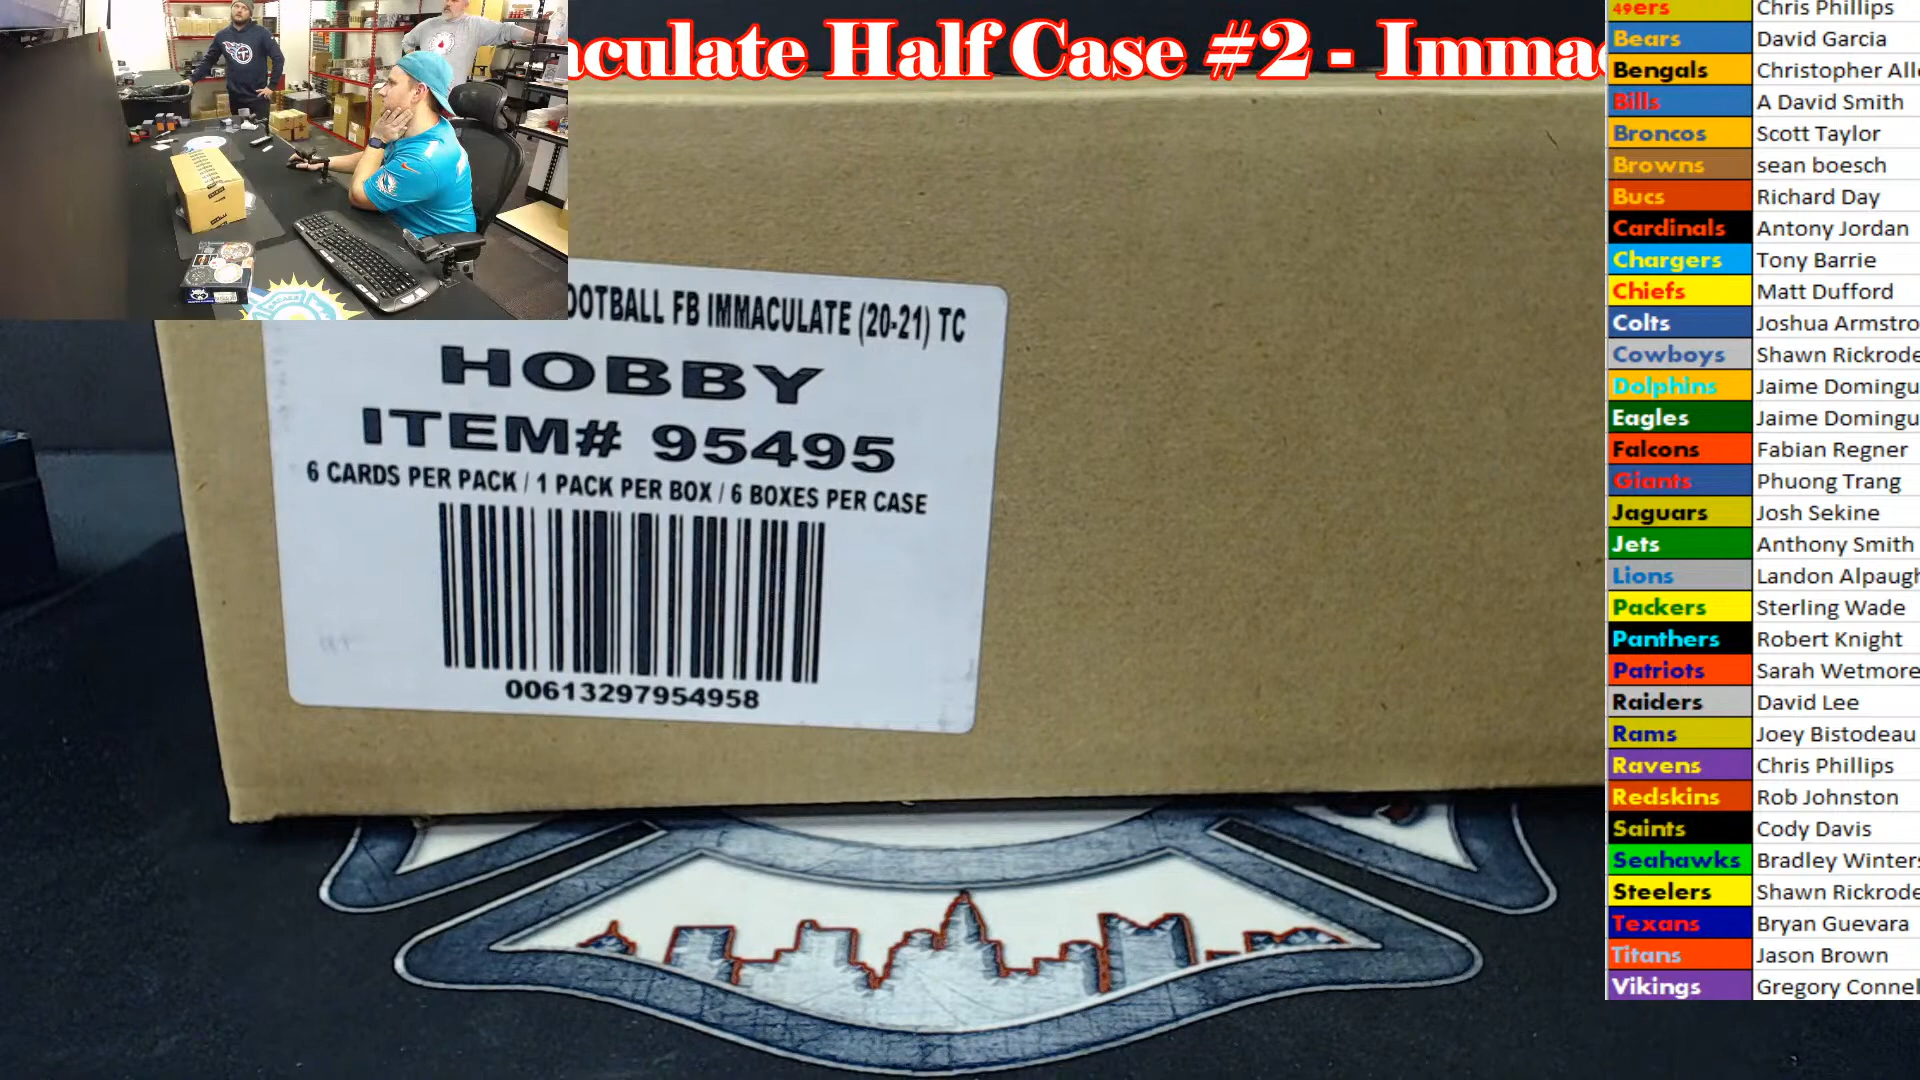 aculate Half Case #2 - Immac
OOTBALL FB IMMACULATE (20-21) TC
HOBBY
ITEM# 95495
6 CARDS PER PACK / 1 PACK PER BOX / 6 BOXES PER CASE
00613297954958
49ers Chris Phillips
Bears David Garcia
Bengals Christopher Alle
Bills A David Smith
Broncos Scott Taylor
Browns sean boesch
Bucs Richard Day
Cardinals Antony Jordan
Chargers Tony Barrie
Chiefs Matt Dufford
Colts Joshua Armstro
Cowboys Shawn Rickrode
Dolphins Jaime Domingu
Eagles Jaime Domingu
Falcons Fabian Regner
Giants Phuong Trang
Jaguars Josh Sekine
Jets Anthony Smith
Lions Landon Alpaugh
Packers Sterling Wade
Panthers Robert Knight
Patriots Sarah Wetmore
Raiders David Lee
Rams Joey Bistodeau
Ravens Chris Phillips
Redskins Rob Johnston
Saints Cody Davis
Seahawks Bradley Winters
Steelers Shawn Rickrode
Texans Bryan Guevara
Titans Jason Brown
Vikings Gregory Connel